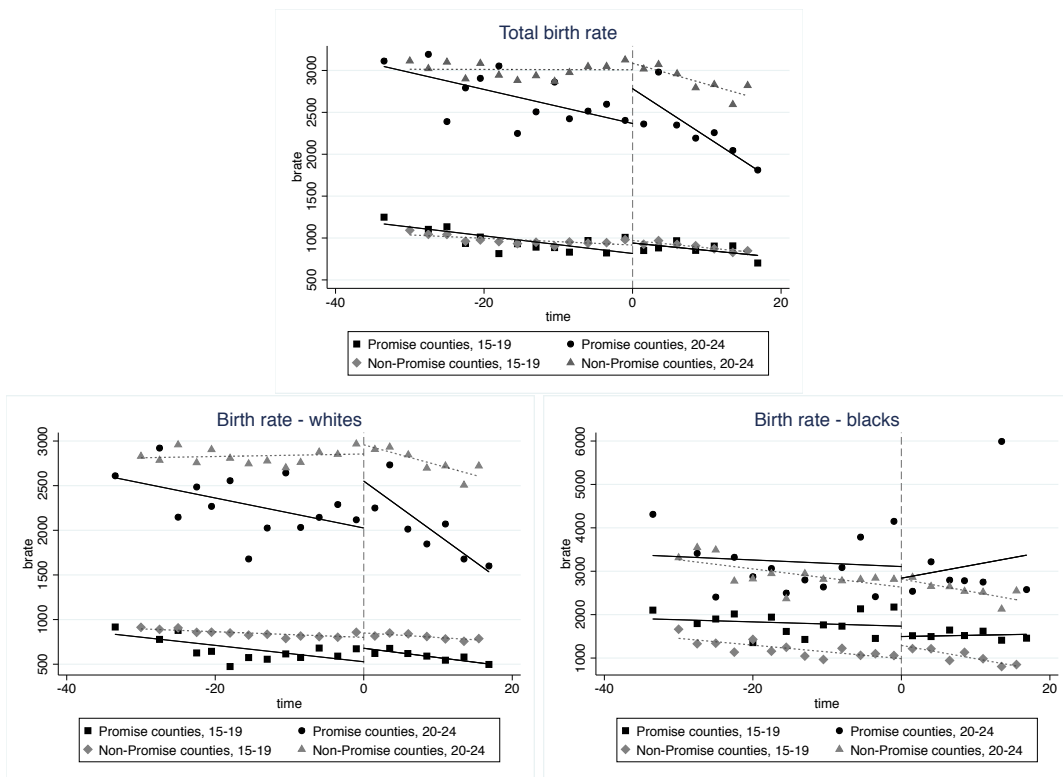 Total birth rate
brate
3000
2500
2000
1500
1000
500
-40 -20 0 20
time
Promise counties, 15-19 Promise counties, 20-24
Non-Promise counties, 15-19 Non-Promise counties, 20-24
Birth rate - whites
brate
3000
2500
2000
1500
1000
500
-40 -20 0 20
time
Promise counties, 15-19 Promise counties, 20-24
Non-Promise counties, 15-19 Non-Promise counties, 20-24
Birth rate - blacks
brate
6000
5000
4000
3000
2000
1000
-40 -20 0 20
time
Promise counties, 15-19 Promise counties, 20-24
Non-Promise counties, 15-19 Non-Promise counties, 20-24